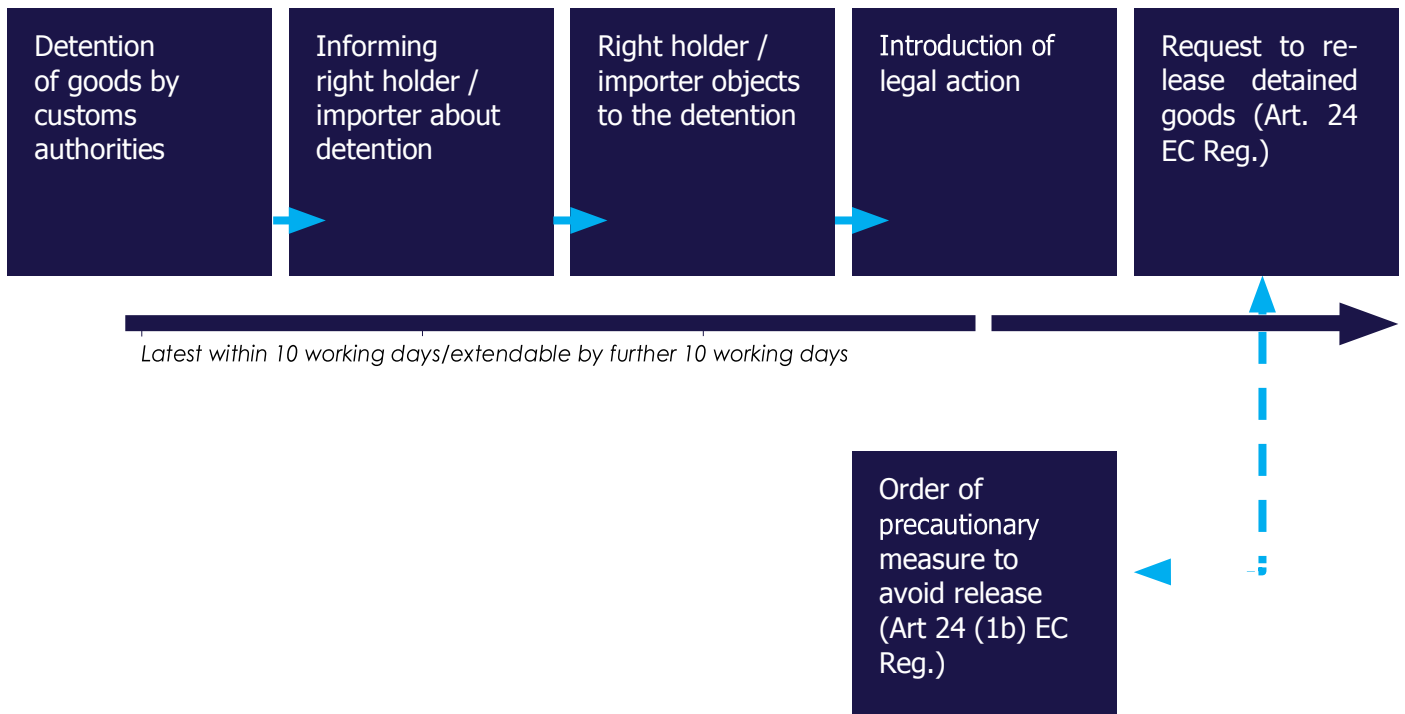 Detention
of goods by
customs
authorities
Informing
right holder /
importer about
detention
Right holder /
importer objects
to the detention
Introduction of
legal action
Request to re-
lease detained
goods (Art. 24
EC Reg.)
Latest within 10 working days/extendable by further 10 working days
Order of
precautionary
measure to
avoid release
(Art 24 (1b) EC
Reg.)